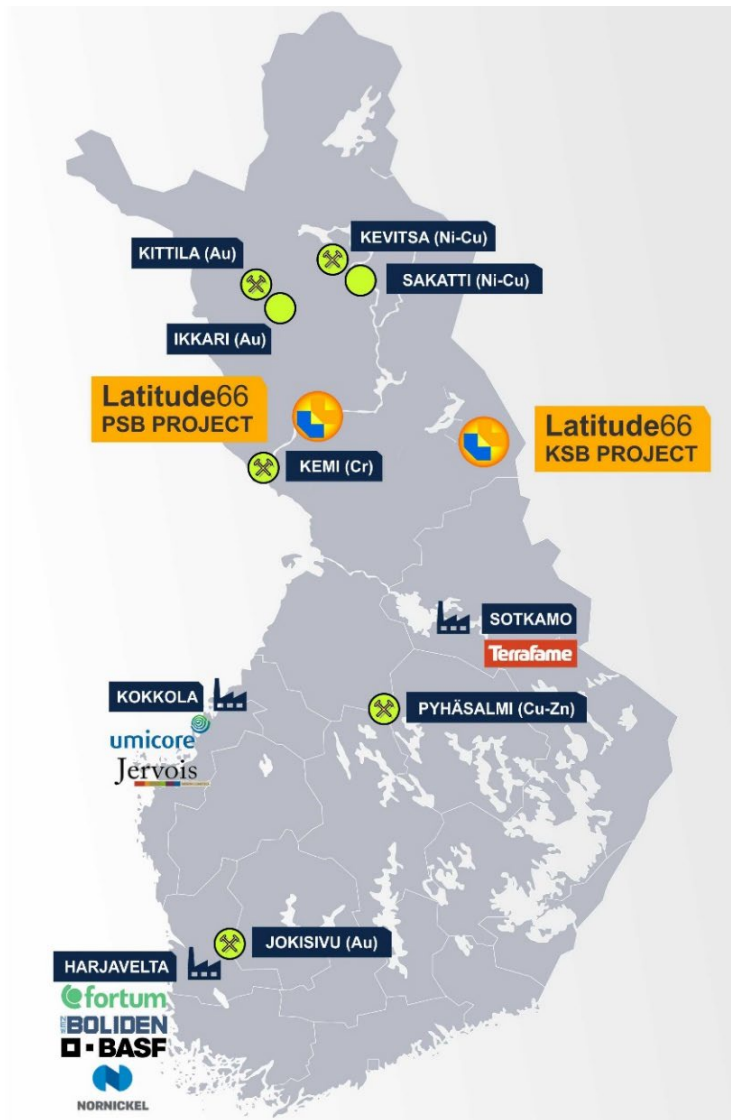 KEVITSA (Ni-Cu)
KITTILA (Au)
SAKATTI (Ni-Cu)
IKKARI (Au)
Latitude66
PSB PROJECT
Latitude66
KSB PROJECT
KEMI (Cr)
SOTKAMO
Terrafame
KOKKOLA
PYHÄSALMI (Cu-Zn)
umicore
Jervois
JOKISIVU (Au)
HARJAVELTA
fortum
BOLIDEN
BASF
NORNICKEL